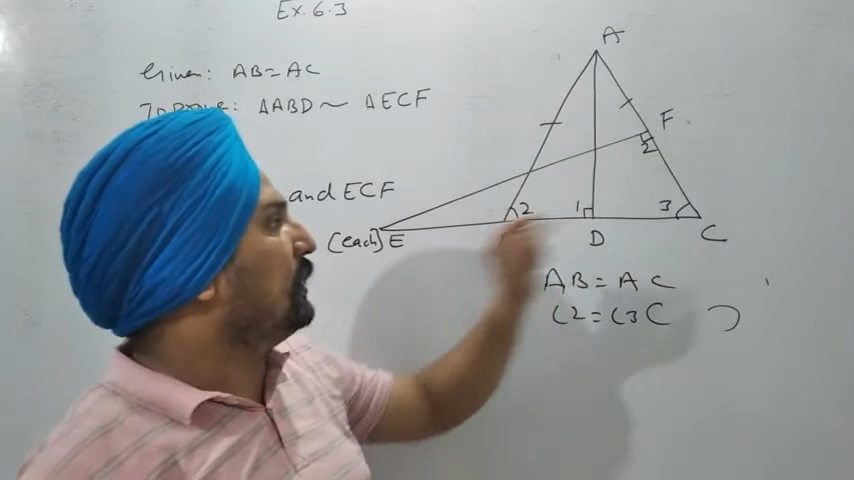 Ex. 6.3
Given: AB = AC
To prove: ΔABD ~ ΔECF
and ECF
(each)
A
F
2
2
1
3
E
D
C
AB = AC
∠2 = ∠3 ( )